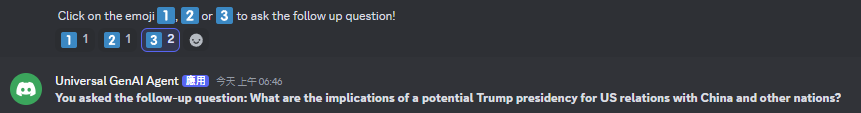 Click on the emoji 1, 2 or 3 to ask the follow up question!
1 1 2 1 3 2
Universal GenAI Agent 應用 今天 上午 06:46
You asked the follow-up question: What are the implications of a potential Trump presidency for US relations with China and other nations?